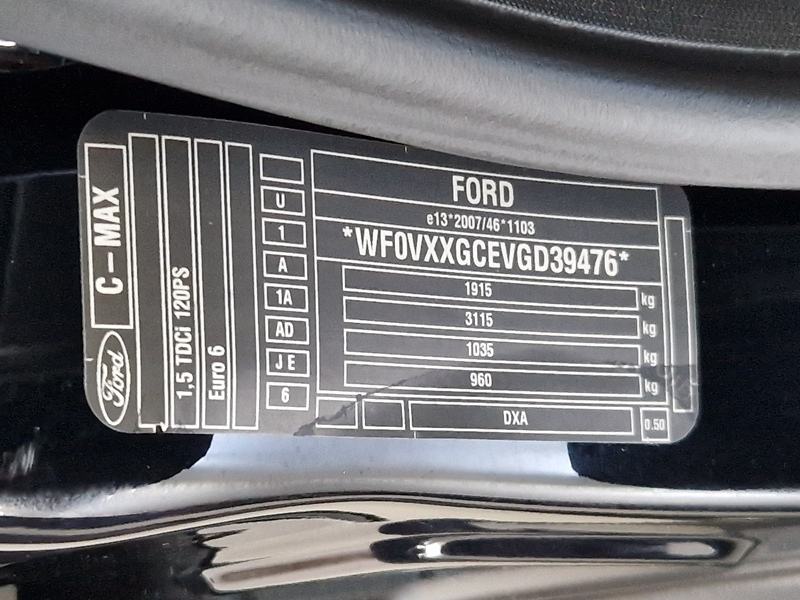 FORD
e13*2007/46*1103
*WF0VXXGCEVGD39476*
1915 kg
3115 kg
1035 kg
960 kg
DXA
0.50
U
1
A
1A
AD
J E
6
C-MAX
Ford
1,5 TDCi 120PS
Euro 6